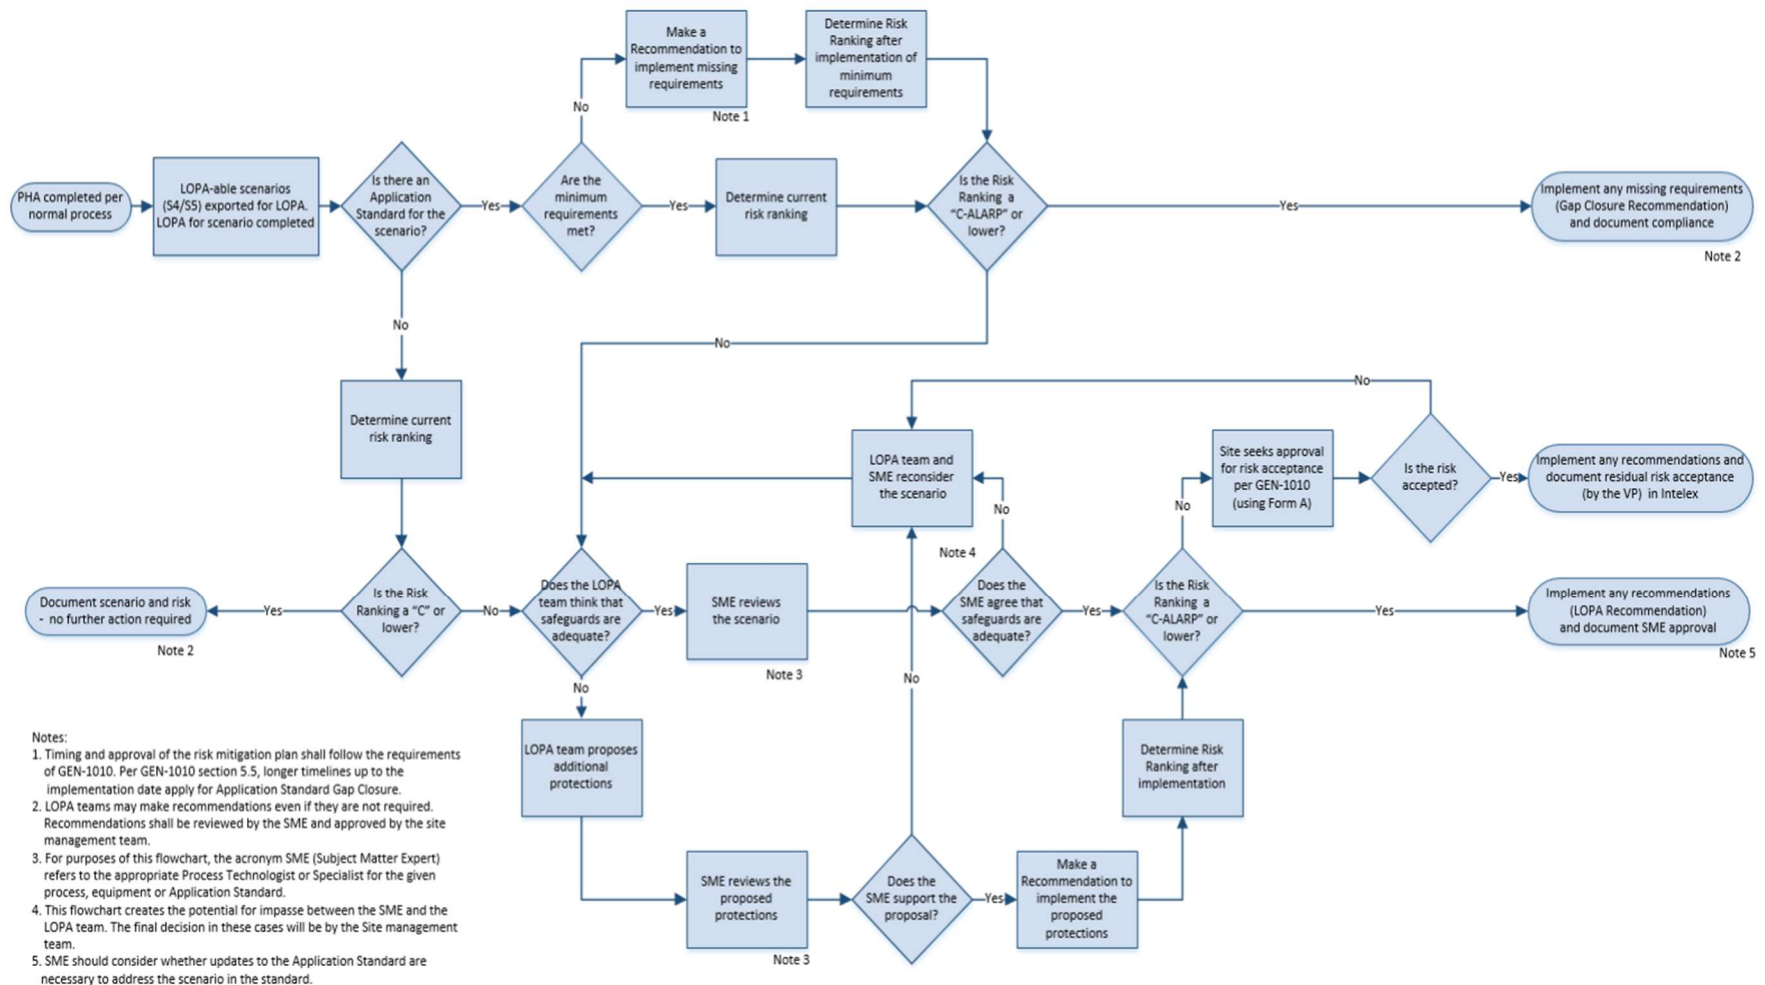 Make a
Recommendation to
implement missing
requirements
Note 1
Determine Risk
Ranking after
implementation of
minimum
requirements
No
PHA completed per
normal process
LOPA-able scenarios
(S4/S5) exported for LOPA.
LOPA for scenario completed
Is there an
Application
Standard for the
scenario?
Yes
Are the
minimum
requirements
met?
Yes
Determine current
risk ranking
Is the Risk
Ranking a
“C-ALARP” or
lower?
Yes
Implement any missing requirements
(Gap Closure Recommendation)
and document compliance
Note 2
No
No
No
Determine current
risk ranking
LOPA team and
SME reconsider
the scenario
Note 4
No
No
Site seeks approval
for risk acceptance
per GEN-1010
(using Form A)
Is the risk
accepted?
Yes
Implement any recommendations and
document residual risk acceptance
(by the VP) in Intelex
Document scenario and risk
- no further action required
Note 2
Yes
Is the Risk
Ranking a “C” or
lower?
No
Does the LOPA
team think that
safeguards are
adequate?
Yes
SME reviews
the scenario
Note 3
Does the
SME agree that
safeguards are
adequate?
Yes
Is the Risk
Ranking a
“C-ALARP” or
lower?
Yes
Implement any recommendations
(LOPA Recommendation)
and document SME approval
Note 5
No
No
LOPA team proposes
additional
protections
Determine Risk
Ranking after
implementation
SME reviews the
proposed
protections
Note 3
Does the
SME support the
proposal?
Yes
Make a
Recommendation to
implement the
proposed
protections
Notes:
1. Timing and approval of the risk mitigation plan shall follow the requirements
of GEN-1010. Per GEN-1010 section 5.5, longer timelines up to the
implementation date apply for Application Standard Gap Closure.
2. LOPA teams may make recommendations even if they are not required.
Recommendations shall be reviewed by the SME and approved by the site
management team.
3. For purposes of this flowchart, the acronym SME (Subject Matter Expert)
refers to the appropriate Process Technologist or Specialist for the given
process, equipment or Application Standard.
4. This flowchart creates the potential for impasse between the SME and the
LOPA team. The final decision in these cases will be by the Site management
team.
5. SME should consider whether updates to the Application Standard are
necessary to address the scenario in the standard.